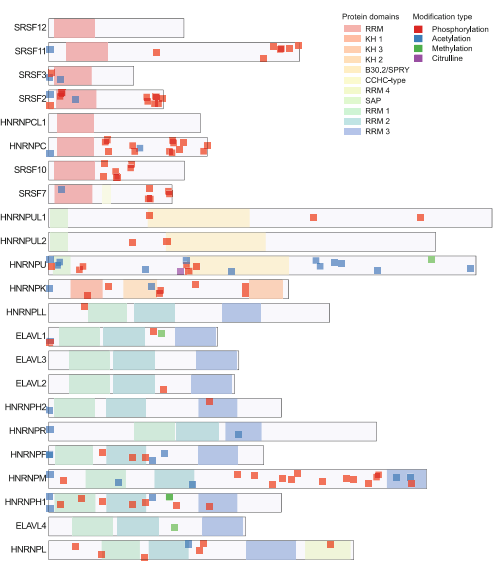 Protein domains
RRM
KH 1
KH 3
KH 2
B30.2/SPRY
CCHC-type
RRM 4
SAP
RRM 1
RRM 2
RRM 3
Modification type
Phosphorylation
Acetylation
Methylation
Citrulline
SRSF12
SRSF11
SRSF3
SRSF2
HNRNPCL1
HNRNPC
SRSF10
SRSF7
HNRNPUL1
HNRNPUL2
HNRNPU
HNRNPK
HNRNPLL
ELAVL1
ELAVL3
ELAVL2
HNRNPH2
HNRNPR
HNRNPF
HNRNPM
HNRNPH1
ELAVL4
HNRNPL